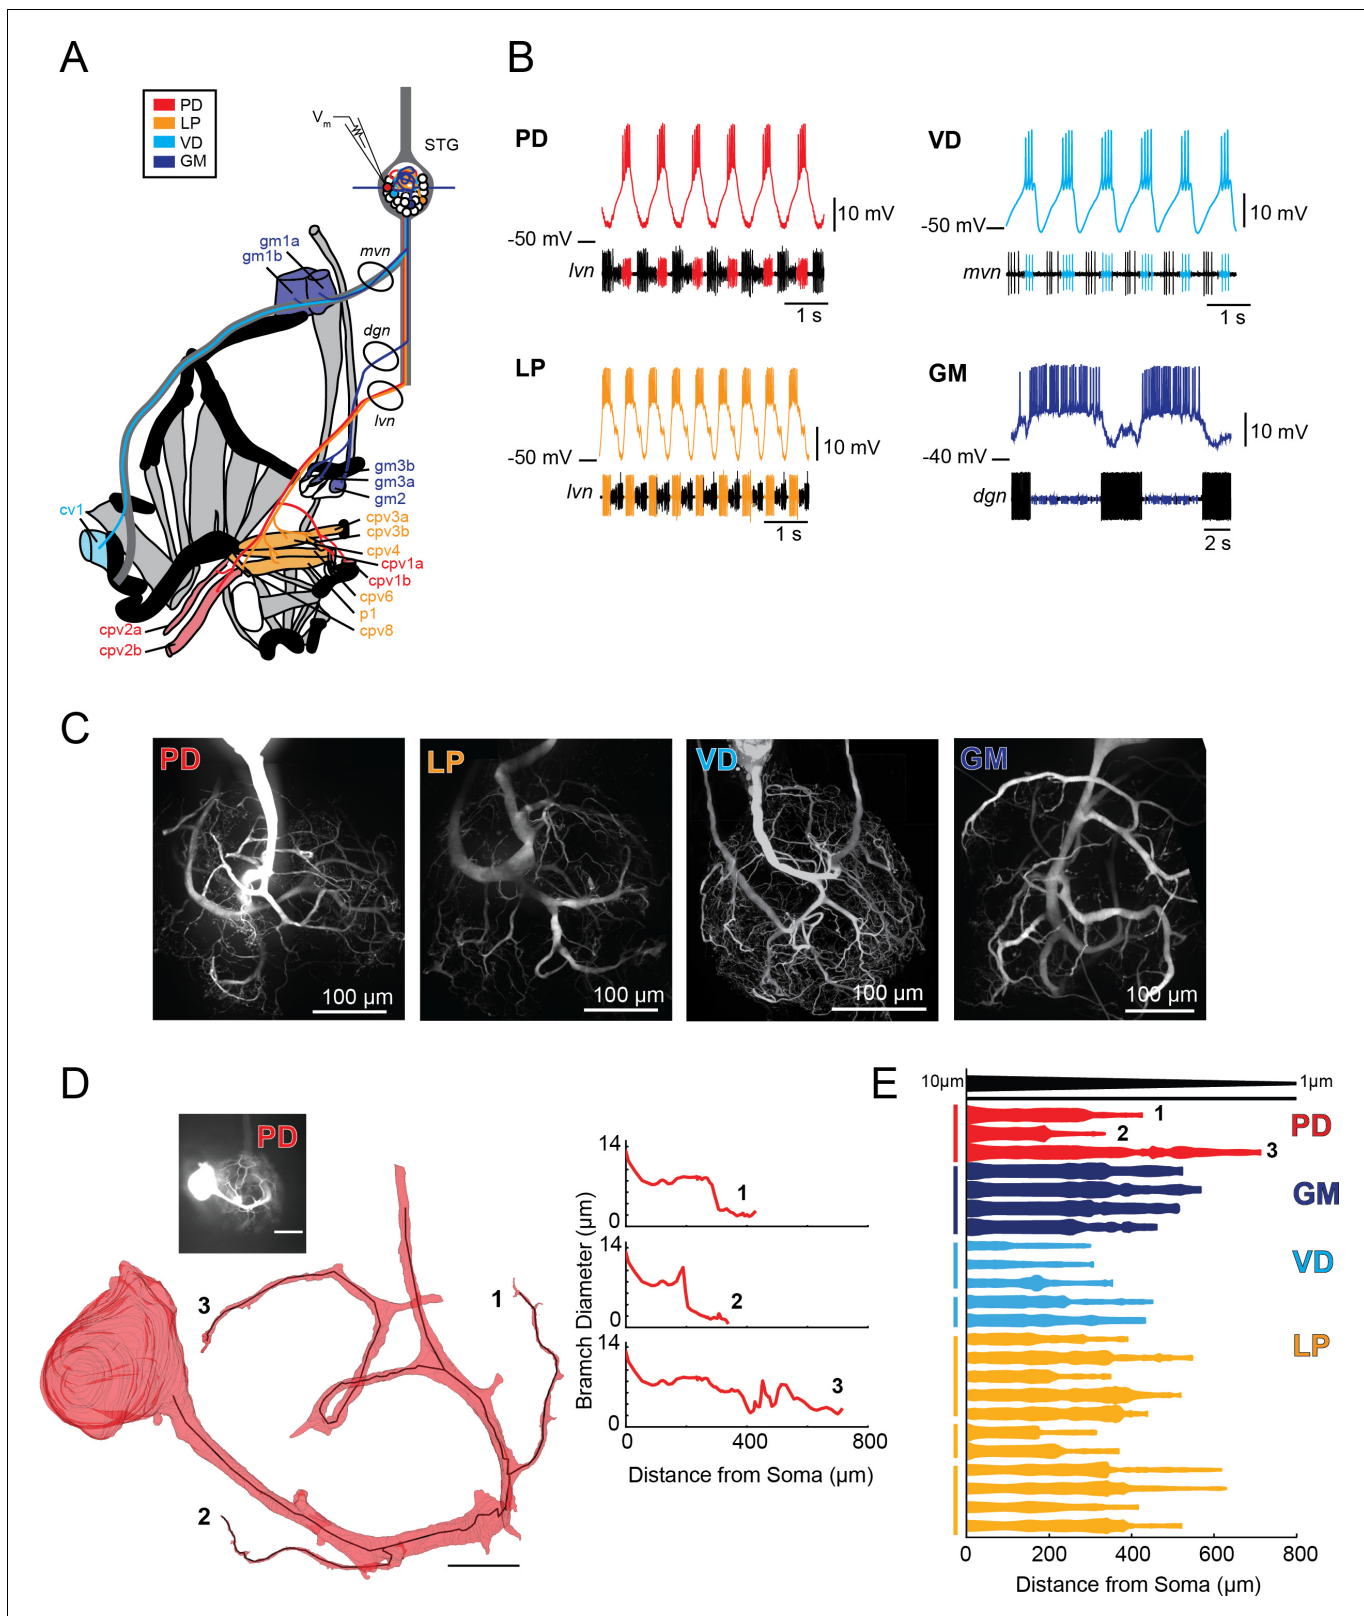 A
PD
LP
VD
GM
Vm
STG
gm1a
gm1b
mvn
dgn
lvn
gm3b
gm3a
gm2
cv1
cpv3a
cpv3b
cpv4
cpv1a
cpv1b
cpv6
p1
cpv8
cpv2a
cpv2b
B
PD
10 mV
-50 mV
lvn
1 s
VD
10 mV
-50 mV
mvn
1 s
LP
10 mV
-50 mV
lvn
1 s
GM
10 mV
-40 mV
dgn
2 s
C
PD
100 µm
LP
100 µm
VD
100 µm
GM
100 µm
D
PD
3
1
2
14
1
0
14
2
0
14
3
0
0 400 800
Bramch Diameter (µm)
Distance from Soma (µm)
E
10µm
1µm
1
2
3
PD
GM
VD
LP
0 200 400 600 800
Distance from Soma (µm)